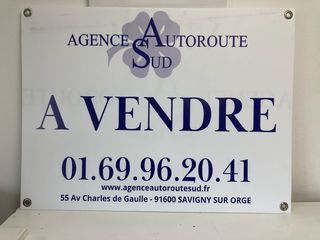 AGENCE AUTOROUTE
SUD
A VENDRE
01.69.96.20.41
www.agenceautoroutesud.fr
55 Av Charles de Gaulle - 91600 SAVIGNY SUR ORGE